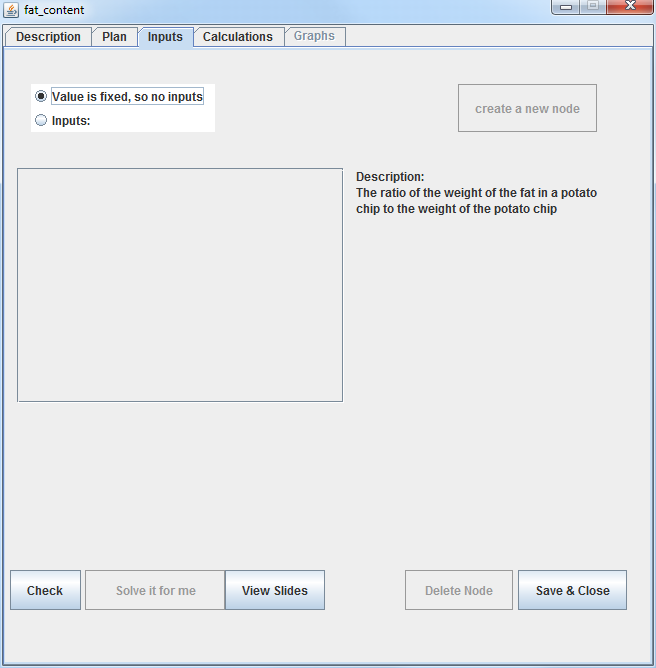 fat_content
Description Plan Inputs Calculations Graphs
Value is fixed, so no inputs
Inputs:
create a new node
Description:
The ratio of the weight of the fat in a potato
chip to the weight of the potato chip
Check Solve it for me View Slides Delete Node Save & Close